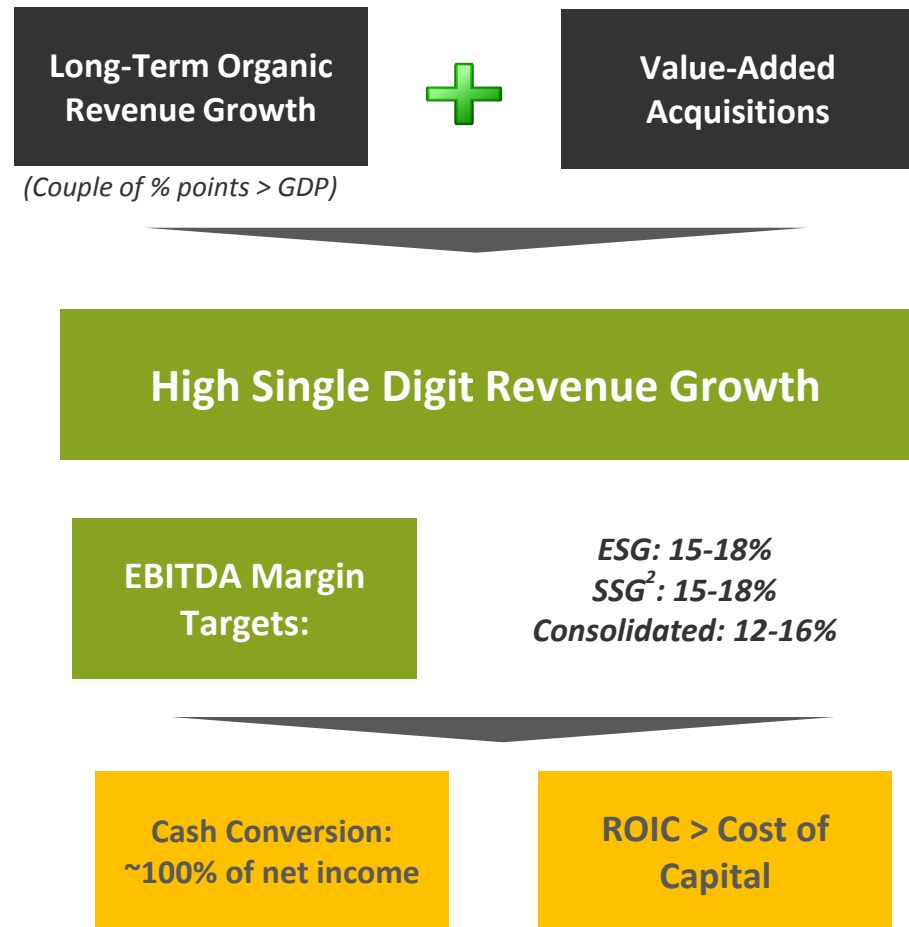 Long-Term Organic
Revenue Growth
Value-Added
Acquisitions
(Couple of % points > GDP)
High Single Digit Revenue Growth
EBITDA Margin
Targets:
ESG: 15-18%
SSG²: 15-18%
Consolidated: 12-16%
Cash Conversion:
~100% of net income
ROIC > Cost of
Capital